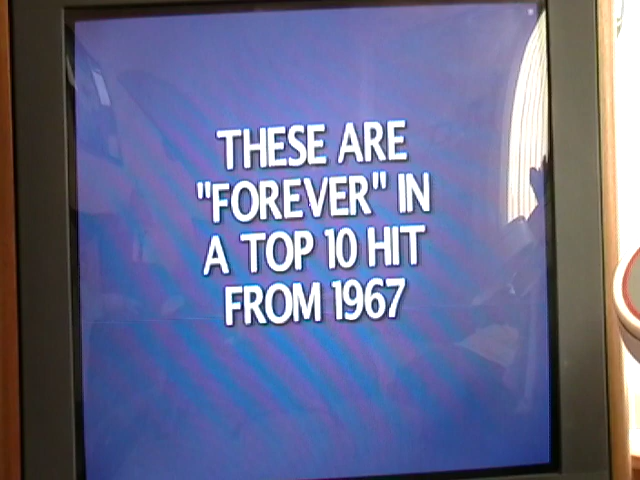 THESE ARE
"FOREVER" IN
A TOP 10 HIT
FROM 1967